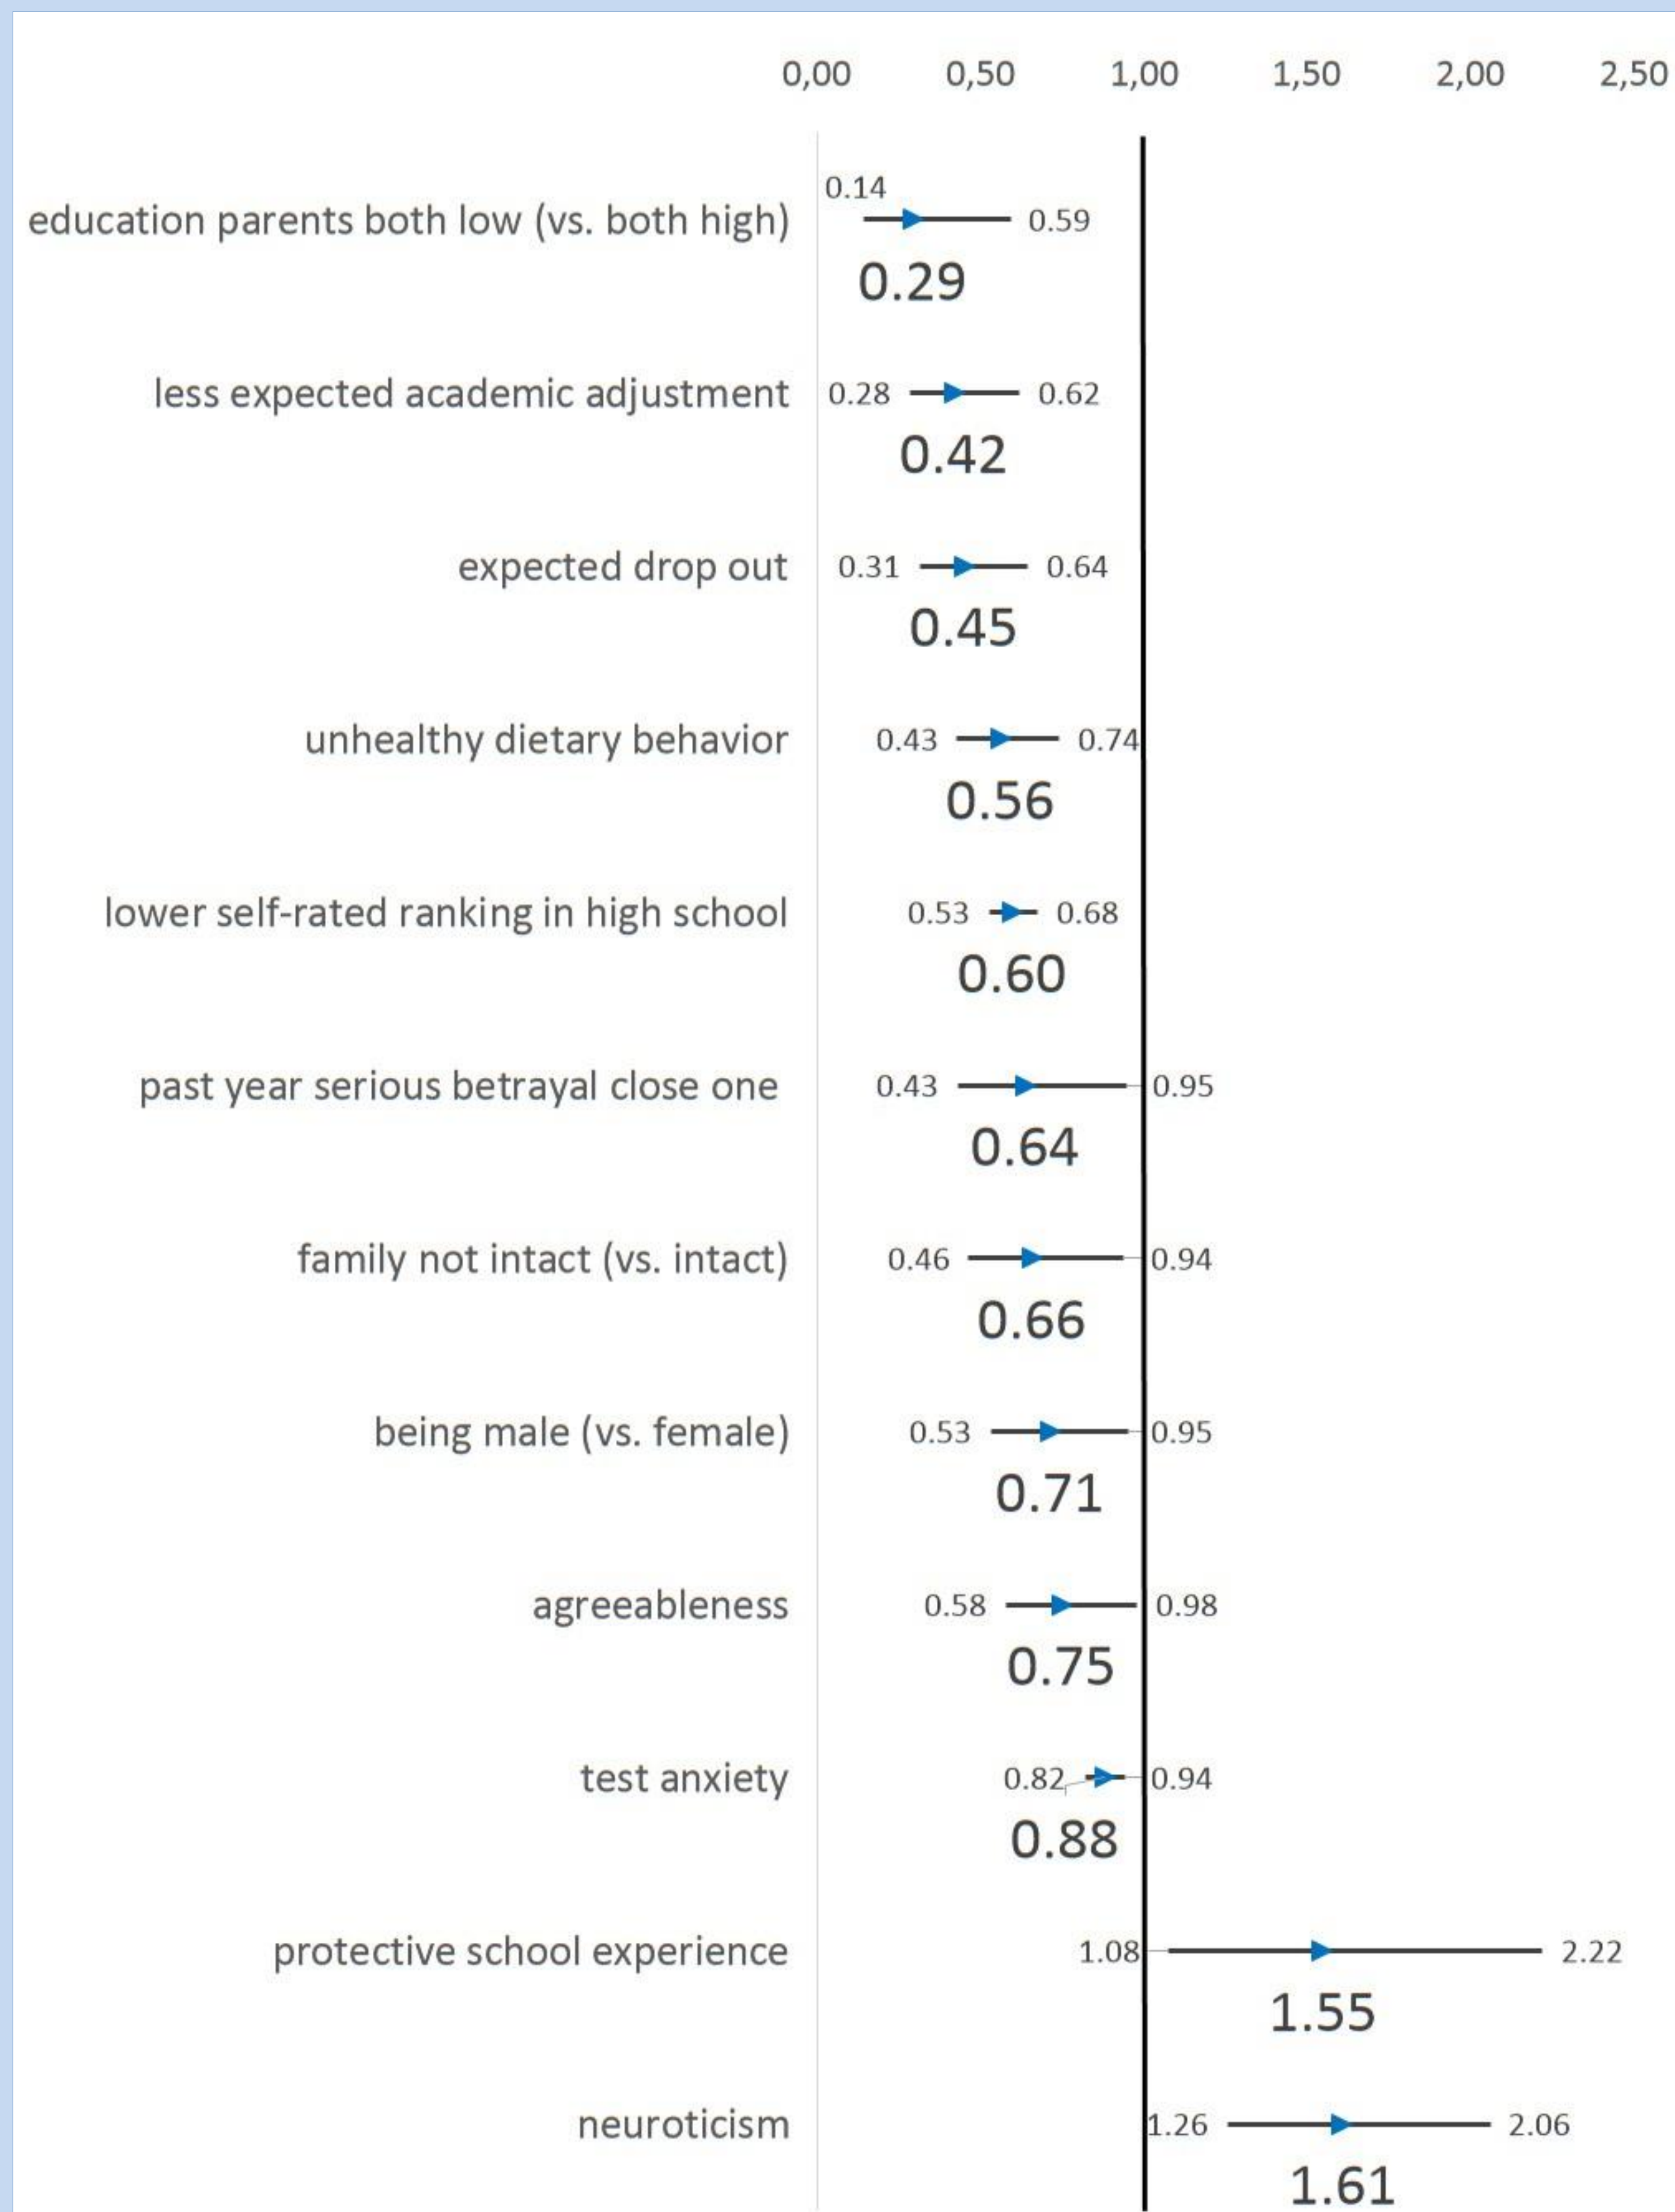 0,00 0,50 1,00 1,50 2,00 2,50
0.14
education parents both low (vs. both high) 0.59
0.29
less expected academic adjustment 0.28 0.62
0.42
expected drop out 0.31 0.64
0.45
unhealthy dietary behavior 0.43 0.74
0.56
lower self-rated ranking in high school 0.53 0.68
0.60
past year serious betrayal close one 0.43 0.95
0.64
family not intact (vs. intact) 0.46 0.94
0.66
being male (vs. female) 0.53 0.95
0.71
agreeableness 0.58 0.98
0.75
test anxiety 0.82 0.94
0.88
protective school experience 1.08 2.22
1.55
neuroticism 1.26 2.06
1.61